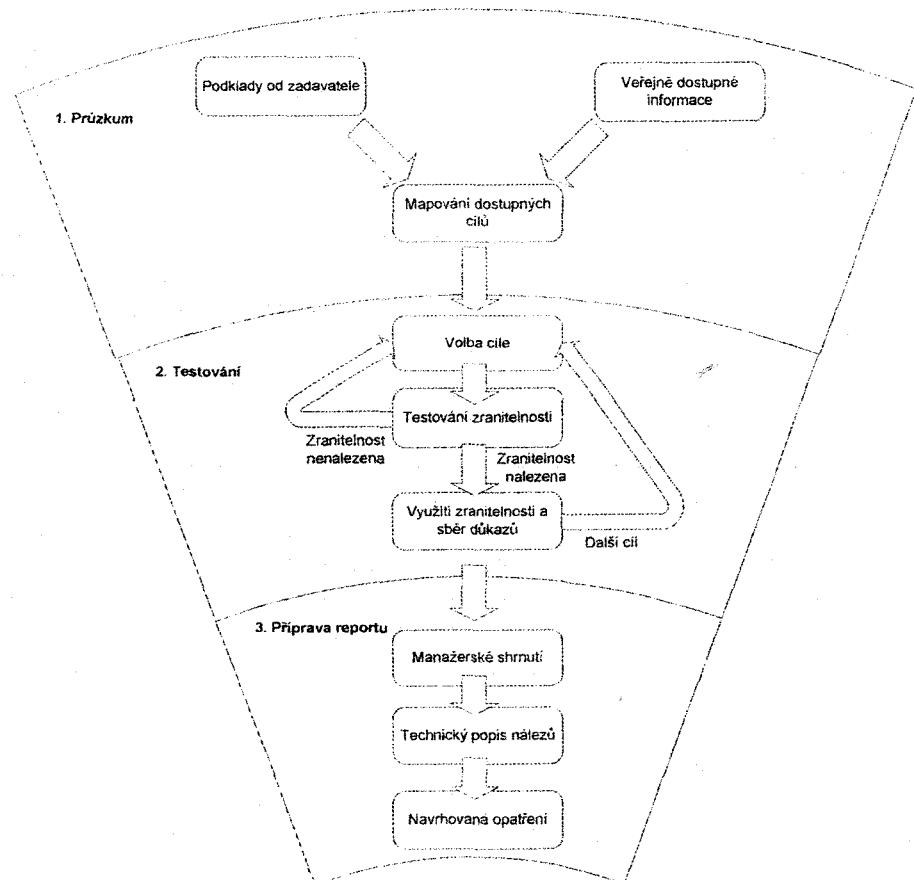 Podklady od zadavatele
Veřejně dostupné
informace
1. Průzkum
Mapování dostupných
cílů
Volba cíle
2. Testování
Testování zranitelnosti
Zranitelnost
nenalezena
Zranitelnost
nalezena
Využití zranitelnosti a
sběr důkazů
Další cíl
3. Příprava reportu
Manažerské shrnutí
Technický popis nálezů
Navrhovaná opatření